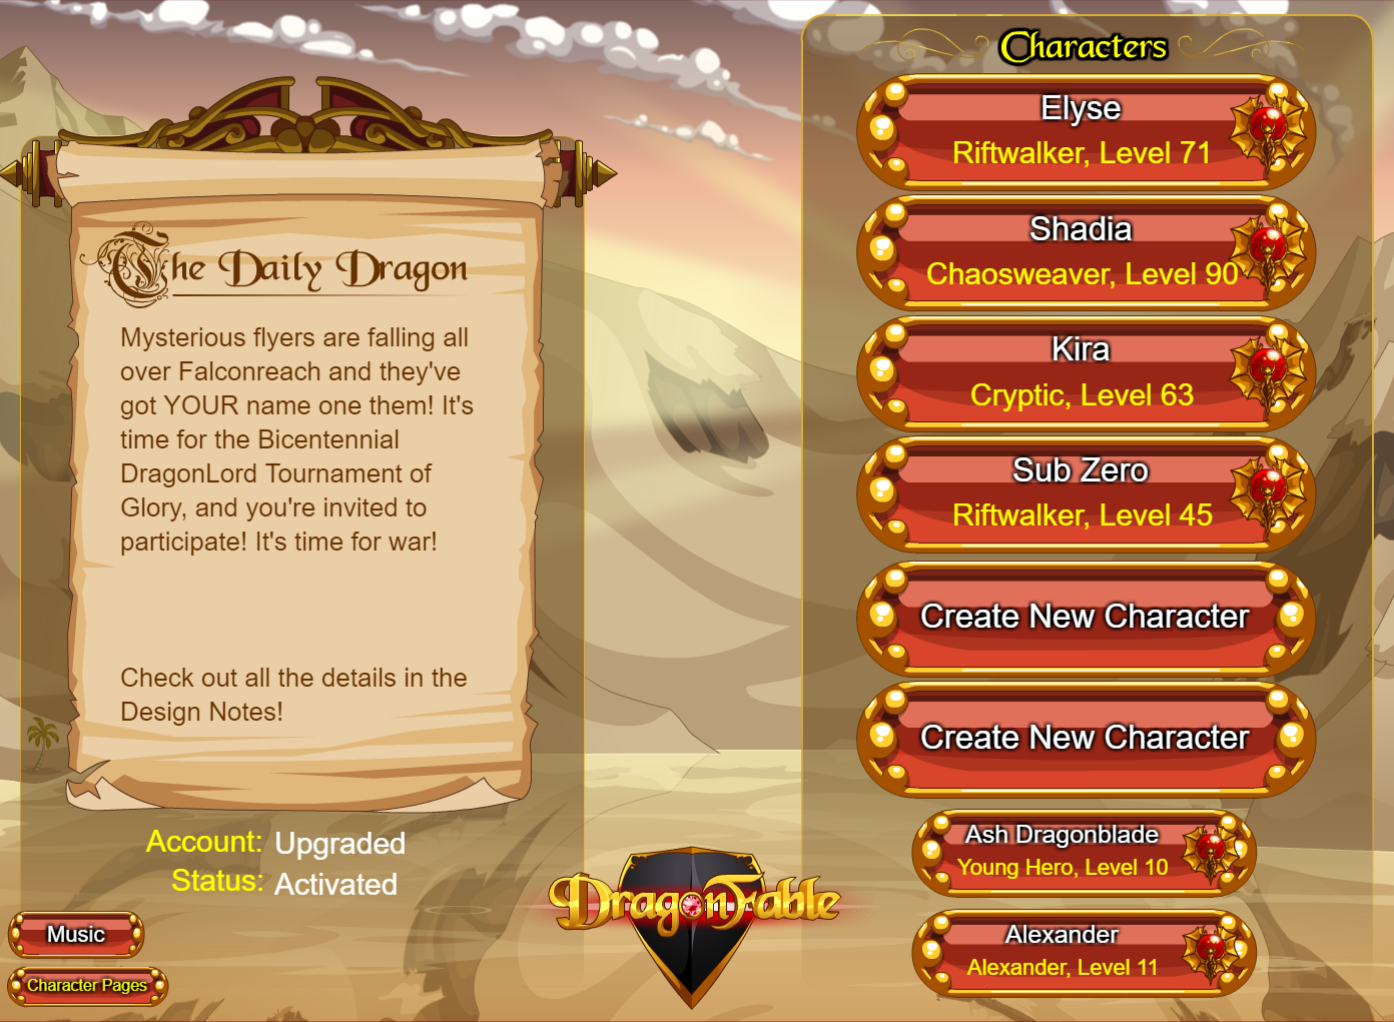 The Daily Dragon
Mysterious flyers are falling all
over Falconreach and they've
got YOUR name one them! It's
time for the Bicentennial
DragonLord Tournament of
Glory, and you're invited to
participate! It's time for war!
Check out all the details in the
Design Notes!
Account: Upgraded
Status: Activated
Music
Character Pages
DragonFable
Characters
Elyse
Riftwalker, Level 71
Shadia
Chaosweaver, Level 90
Kira
Cryptic, Level 63
Sub Zero
Riftwalker, Level 45
Create New Character
Create New Character
Ash Dragonblade
Young Hero, Level 10
Alexander
Alexander, Level 11